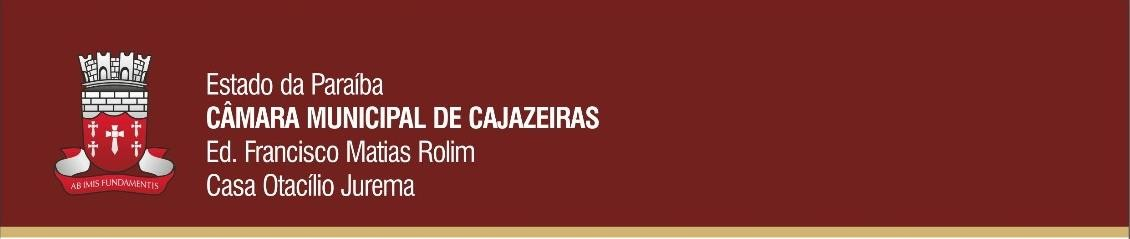 Estado da Paraíba
CÂMARA MUNICIPAL DE CAJAZEIRAS
Ed. Francisco Matias Rolim
Casa Otacílio Jurema
AB IMIS FUNDAMENTIS